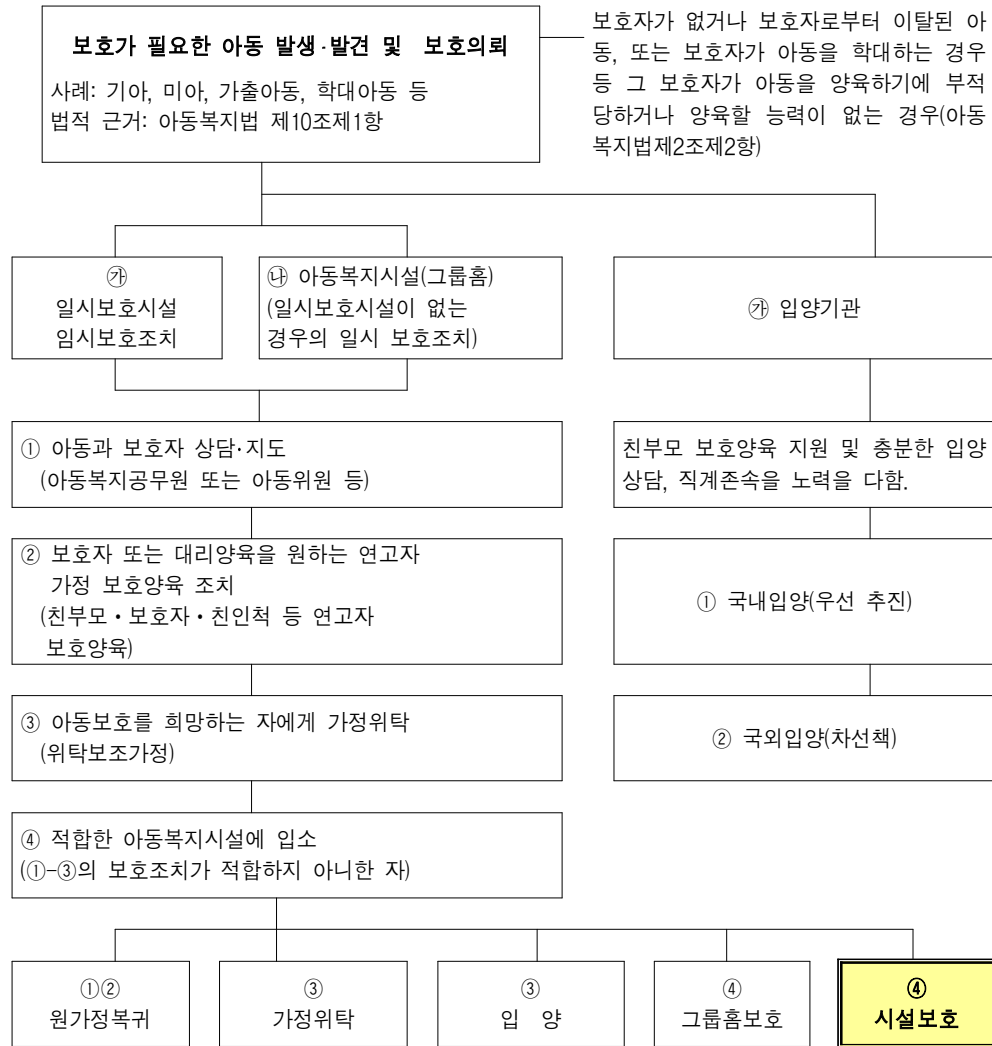 보호가 필요한 아동 발생·발견 및 보호의뢰
사례: 기아, 미아, 가출아동, 학대아동 등
법적 근거: 아동복지법 제10조제1항
보호자가 없거나 보호자로부터 이탈된 아
동, 또는 보호자가 아동을 학대하는 경우
등 그 보호자가 아동을 양육하기에 부적
당하거나 양육할 능력이 없는 경우(아동
복지법제2조제2항)
㉮
일시보호시설
임시보호조치
㉯ 아동복지시설(그룹홈)
(일시보호시설이 없는
경우의 일시 보호조치)
㉮ 입양기관
① 아동과 보호자 상담·지도
(아동복지공무원 또는 아동위원 등)
친부모 보호양육 지원 및 충분한 입양
상담, 직계존속을 노력을 다함.
② 보호자 또는 대리양육을 원하는 연고자
가정 보호양육 조치
(친부모·보호자·친인척 등 연고자
보호양육)
① 국내입양(우선 추진)
③ 아동보호를 희망하는 자에게 가정위탁
(위탁보조가정)
② 국외입양(차선책)
④ 적합한 아동복지시설에 입소
(①-③의 보호조치가 적합하지 아니한 자)
①②
원가정복귀
③
가정위탁
③
입 양
④
그룹홈보호
④
시설보호